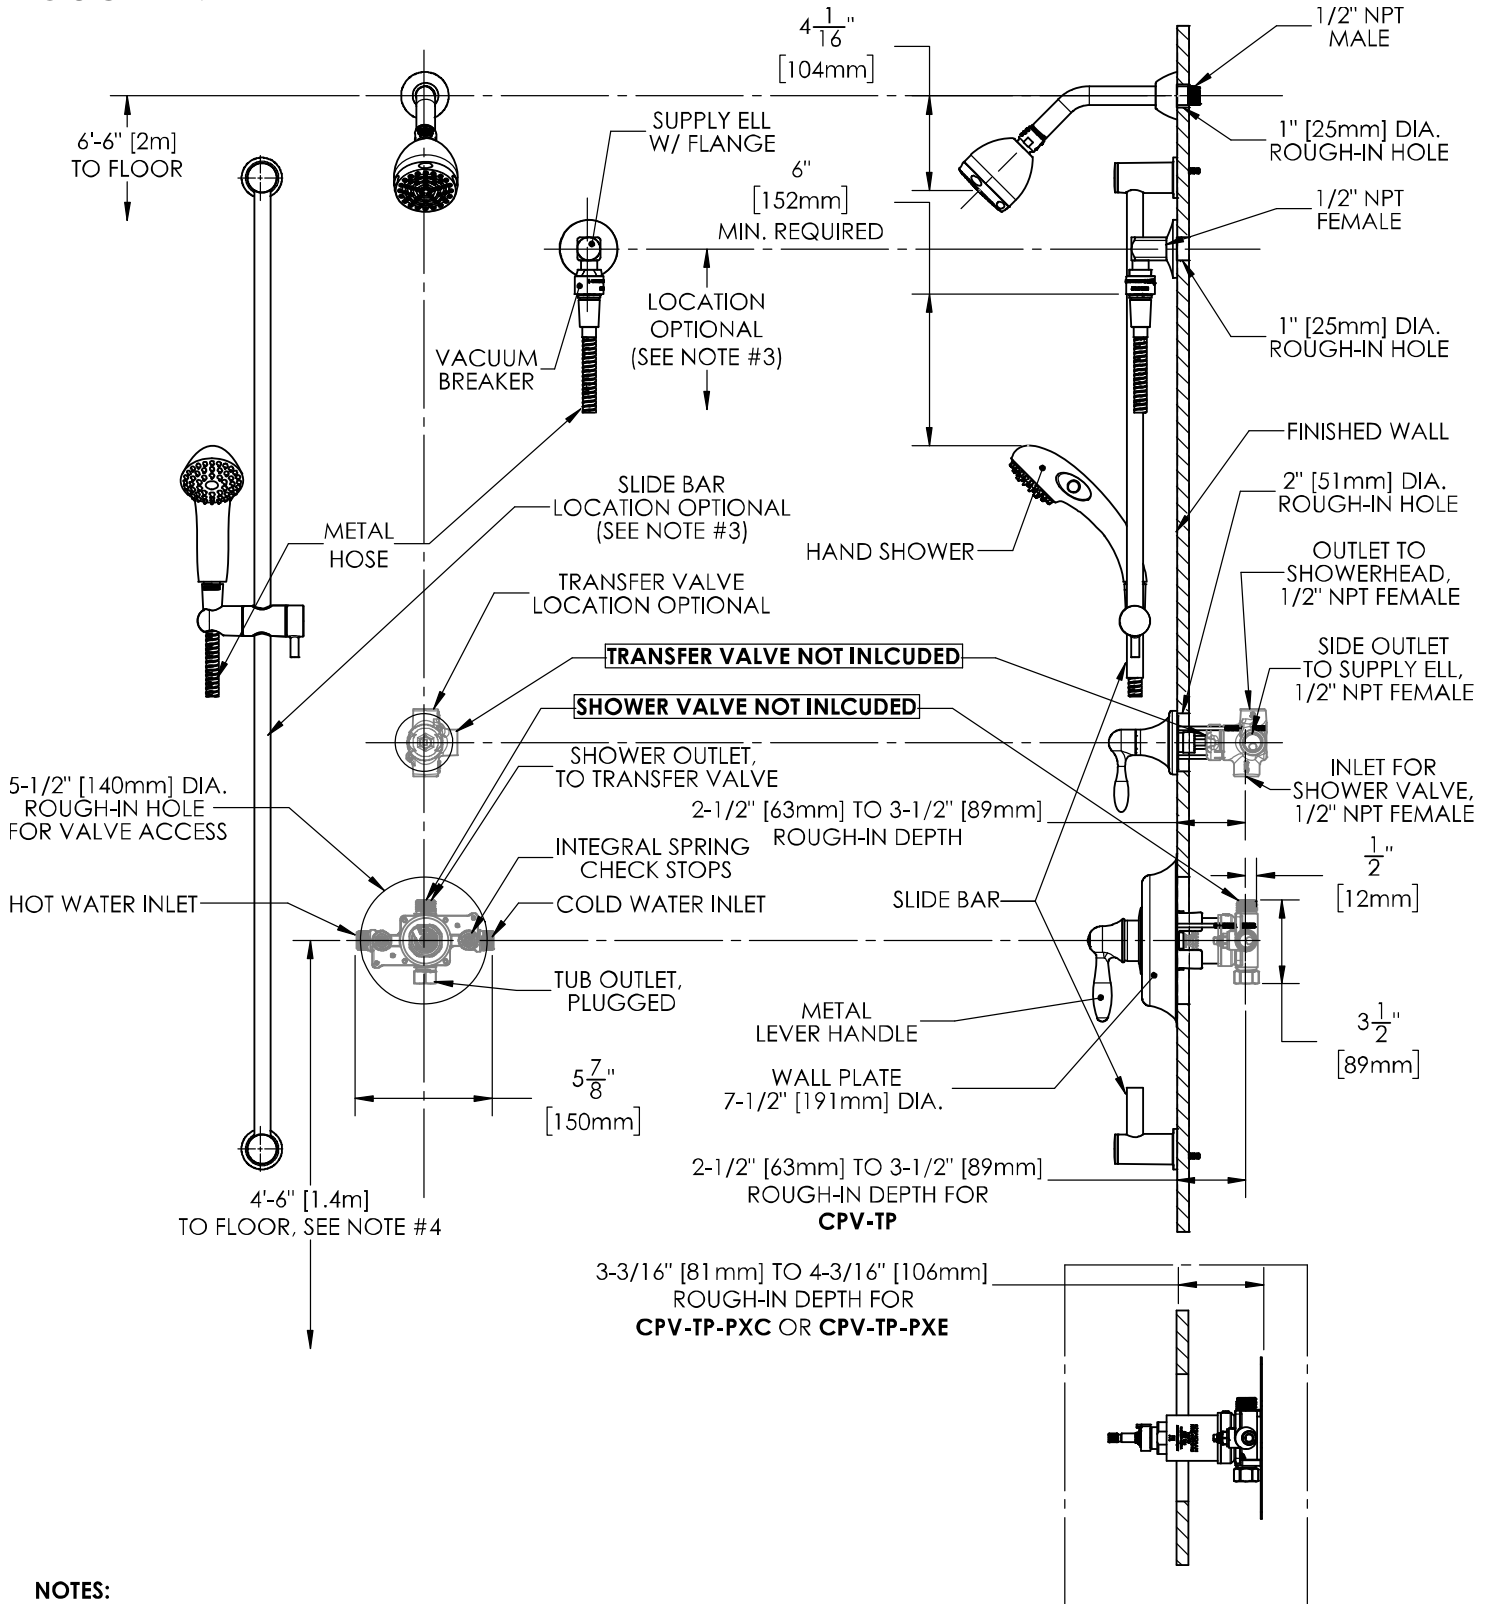 4 1/16"
[104mm]
1/2" NPT
MALE
6'-6" [2m]
TO FLOOR
SUPPLY ELL
W/ FLANGE
6"
[152mm]
MIN. REQUIRED
1" [25mm] DIA.
ROUGH-IN HOLE
1/2" NPT
FEMALE
LOCATION
OPTIONAL
(SEE NOTE #3)
VACUUM
BREAKER
1" [25mm] DIA.
ROUGH-IN HOLE
FINISHED WALL
SLIDE BAR
LOCATION OPTIONAL
(SEE NOTE #3)
2" [51mm] DIA.
ROUGH-IN HOLE
METAL
HOSE
HAND SHOWER
OUTLET TO
SHOWERHEAD,
1/2" NPT FEMALE
TRANSFER VALVE
LOCATION OPTIONAL
TRANSFER VALVE NOT INLCUDED
SIDE OUTLET
TO SUPPLY ELL,
1/2" NPT FEMALE
SHOWER VALVE NOT INLCUDED
SHOWER OUTLET,
TO TRANSFER VALVE
5-1/2" [140mm] DIA.
ROUGH-IN HOLE
FOR VALVE ACCESS
2-1/2" [63mm] TO 3-1/2" [89mm]
ROUGH-IN DEPTH
INLET FOR
SHOWER VALVE,
1/2" NPT FEMALE
INTEGRAL SPRING
CHECK STOPS
1/2"
[12mm]
HOT WATER INLET
COLD WATER INLET
SLIDE BAR
TUB OUTLET,
PLUGGED
METAL
LEVER HANDLE
3 1/2"
[89mm]
5 7/8"
[150mm]
WALL PLATE
7-1/2" [191mm] DIA.
2-1/2" [63mm] TO 3-1/2" [89mm]
ROUGH-IN DEPTH FOR
CPV-TP
4'-6" [1.4m]
TO FLOOR, SEE NOTE #4
3-3/16" [81mm] TO 4-3/16" [106mm]
ROUGH-IN DEPTH FOR
CPV-TP-PXC OR CPV-TP-PXE
NOTES: